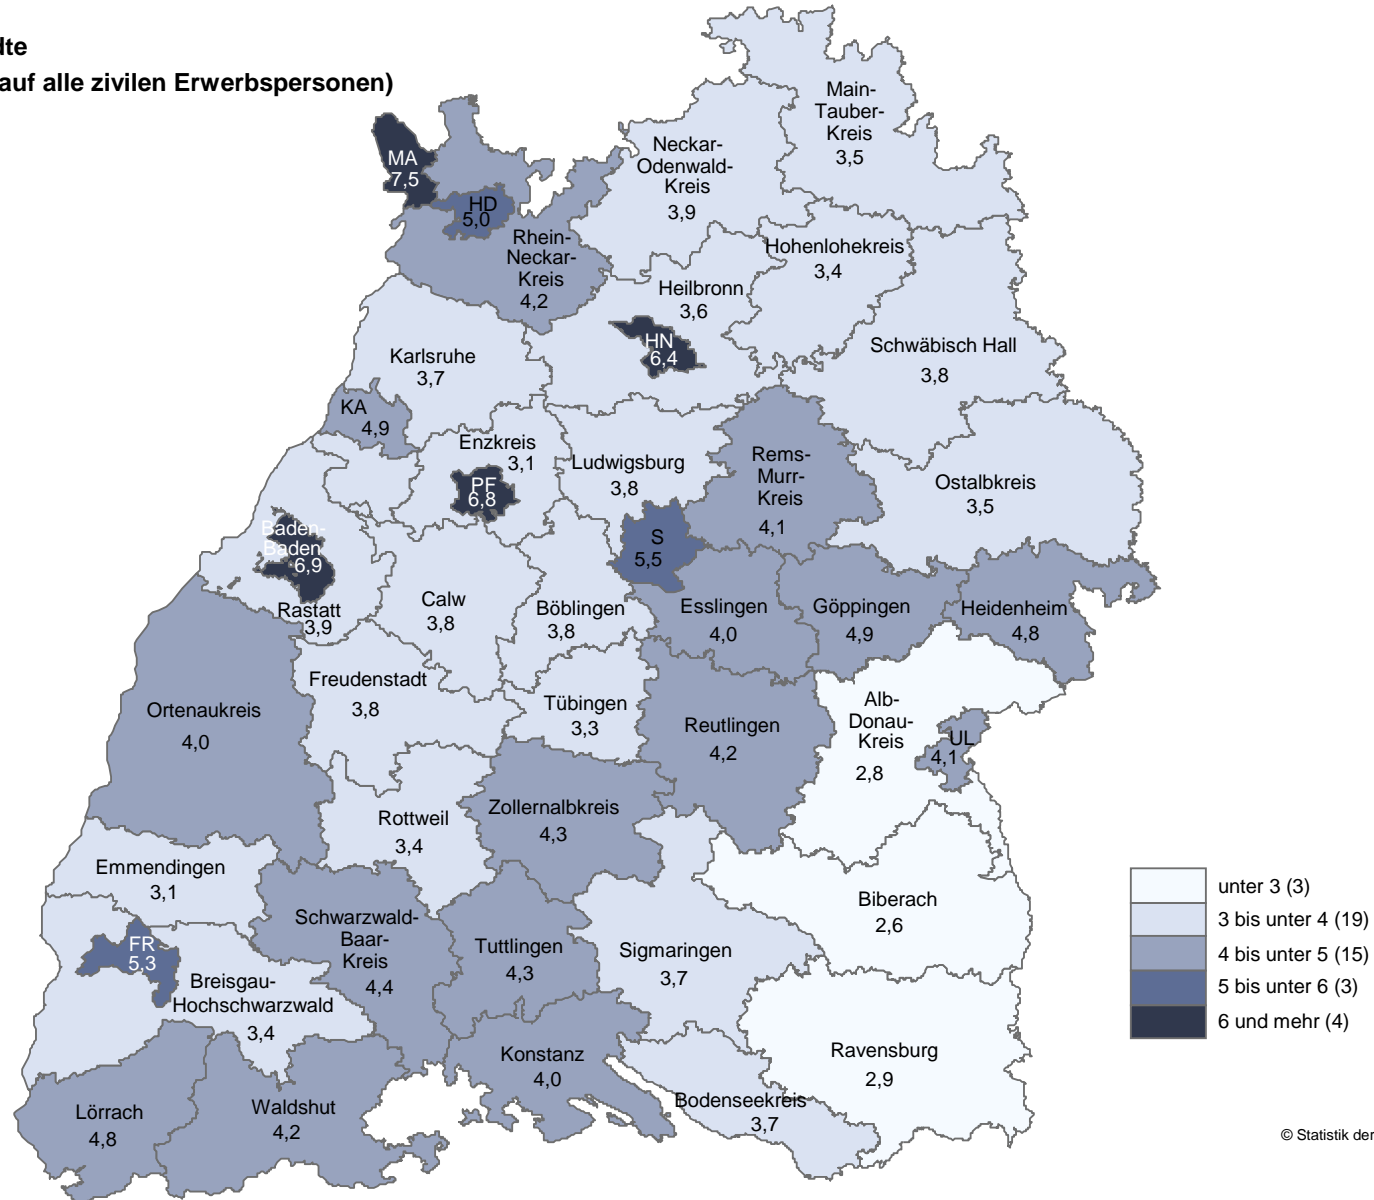 dte
auf alle zivilen Erwerbspersonen)
Main-
Tauber-
Kreis
3,5
Neckar-
Odenwald-
Kreis
3,9
MA
7,5
HD
5,0
Rhein-
Neckar-
Kreis
4,2
Hohenlohekreis
3,4
Heilbronn
3,6
HN
6,4
Schwäbisch Hall
3,8
Karlsruhe
3,7
KA
4,9
Enzkreis
3,1
PF
6,8
Ludwigsburg
3,8
Rems-
Murr-
Kreis
4,1
Ostalbkreis
3,5
Baden-
Baden
6,9
S
5,5
Rastatt
3,9
Calw
3,8
Böblingen
3,8
Esslingen
4,0
Göppingen
4,9
Heidenheim
4,8
Freudenstadt
3,8
Ortenaukreis
4,0
Tübingen
3,3
Reutlingen
4,2
Alb-
Donau-
Kreis
2,8
UL
4,1
Rottweil
3,4
Zollernalbkreis
4,3
Emmendingen
3,1
Biberach
2,6
Schwarzwald-
Baar-
Kreis
4,4
Tuttlingen
4,3
Sigmaringen
3,7
FR
5,3
Breisgau-
Hochschwarzwald
3,4
Konstanz
4,0
Ravensburg
2,9
Bodenseekreis
3,7
Lörrach
4,8
Waldshut
4,2
unter 3 (3)
3 bis unter 4 (19)
4 bis unter 5 (15)
5 bis unter 6 (3)
6 und mehr (4)
© Statistik der